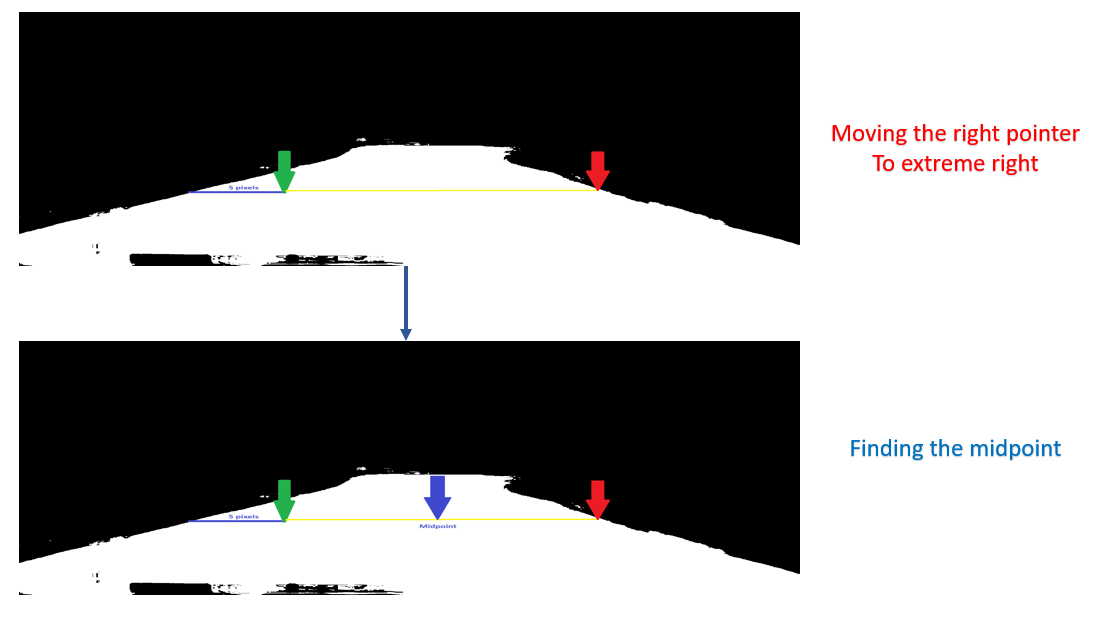 Moving the right pointer
To extreme right
5 pixels
Finding the midpoint
5 pixels
Midpoint